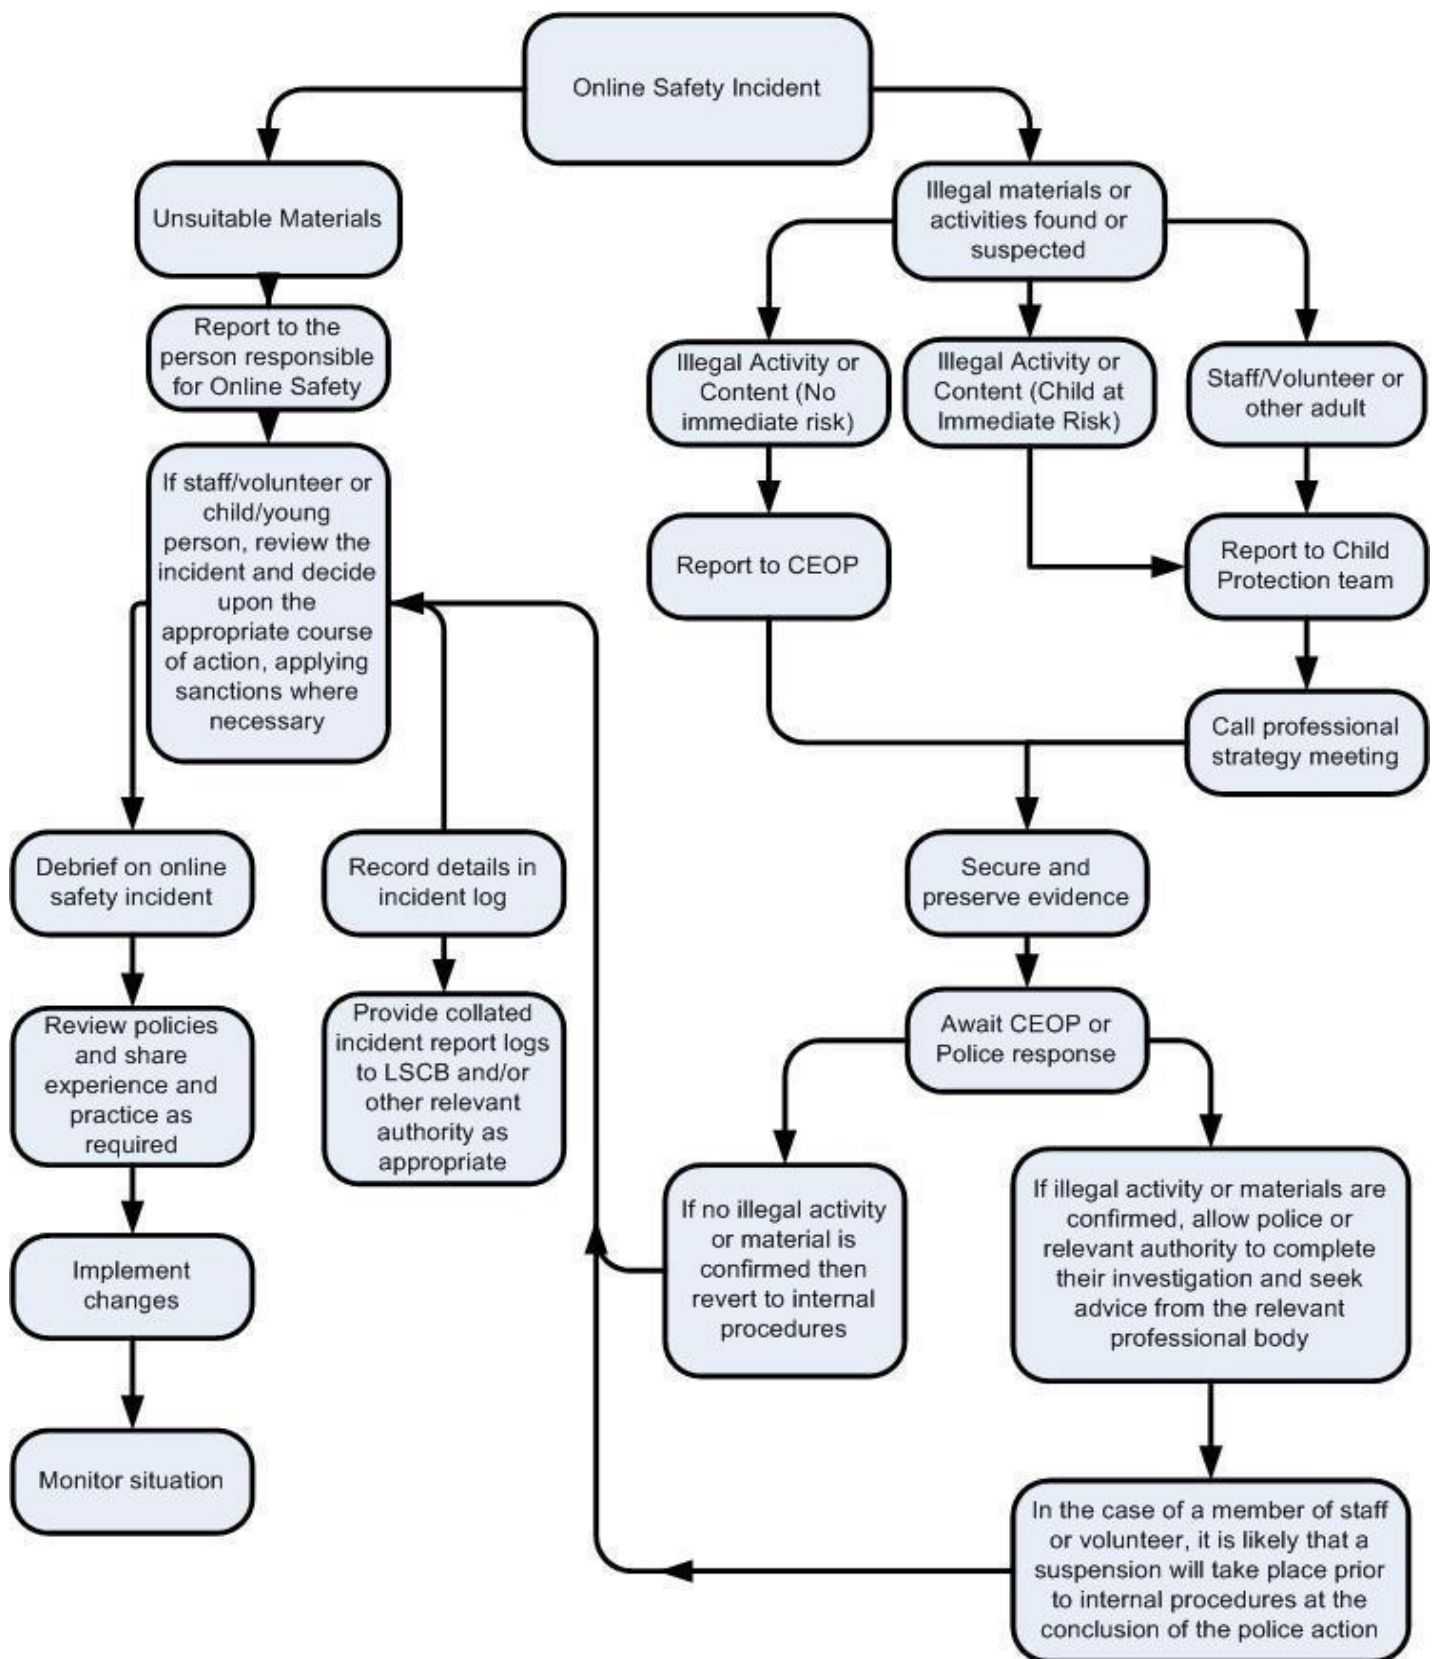 Online Safety Incident
Unsuitable Materials
Report to the
person responsible
for Online Safety
If staff/volunteer or
child/young
person, review the
incident and decide
upon the
appropriate course
of action, applying
sanctions where
necessary
Debrief on online
safety incident
Review policies
and share
experience and
practice as
required
Implement
changes
Monitor situation
Record details in
incident log
Provide collated
incident report logs
to LSCB and/or
other relevant
authority as
appropriate
Illegal materials or
activities found or
suspected
Illegal Activity or
Content (No
immediate risk)
Illegal Activity or
Content (Child at
Immediate Risk)
Staff/Volunteer or
other adult
Report to CEOP
Report to Child
Protection team
Call professional
strategy meeting
Secure and
preserve evidence
Await CEOP or
Police response
If no illegal activity
or material is
confirmed then
revert to internal
procedures
If illegal activity or materials are
confirmed, allow police or
relevant authority to complete
their investigation and seek
advice from the relevant
professional body
In the case of a member of staff
or volunteer, it is likely that a
suspension will take place prior
to internal procedures at the
conclusion of the police action